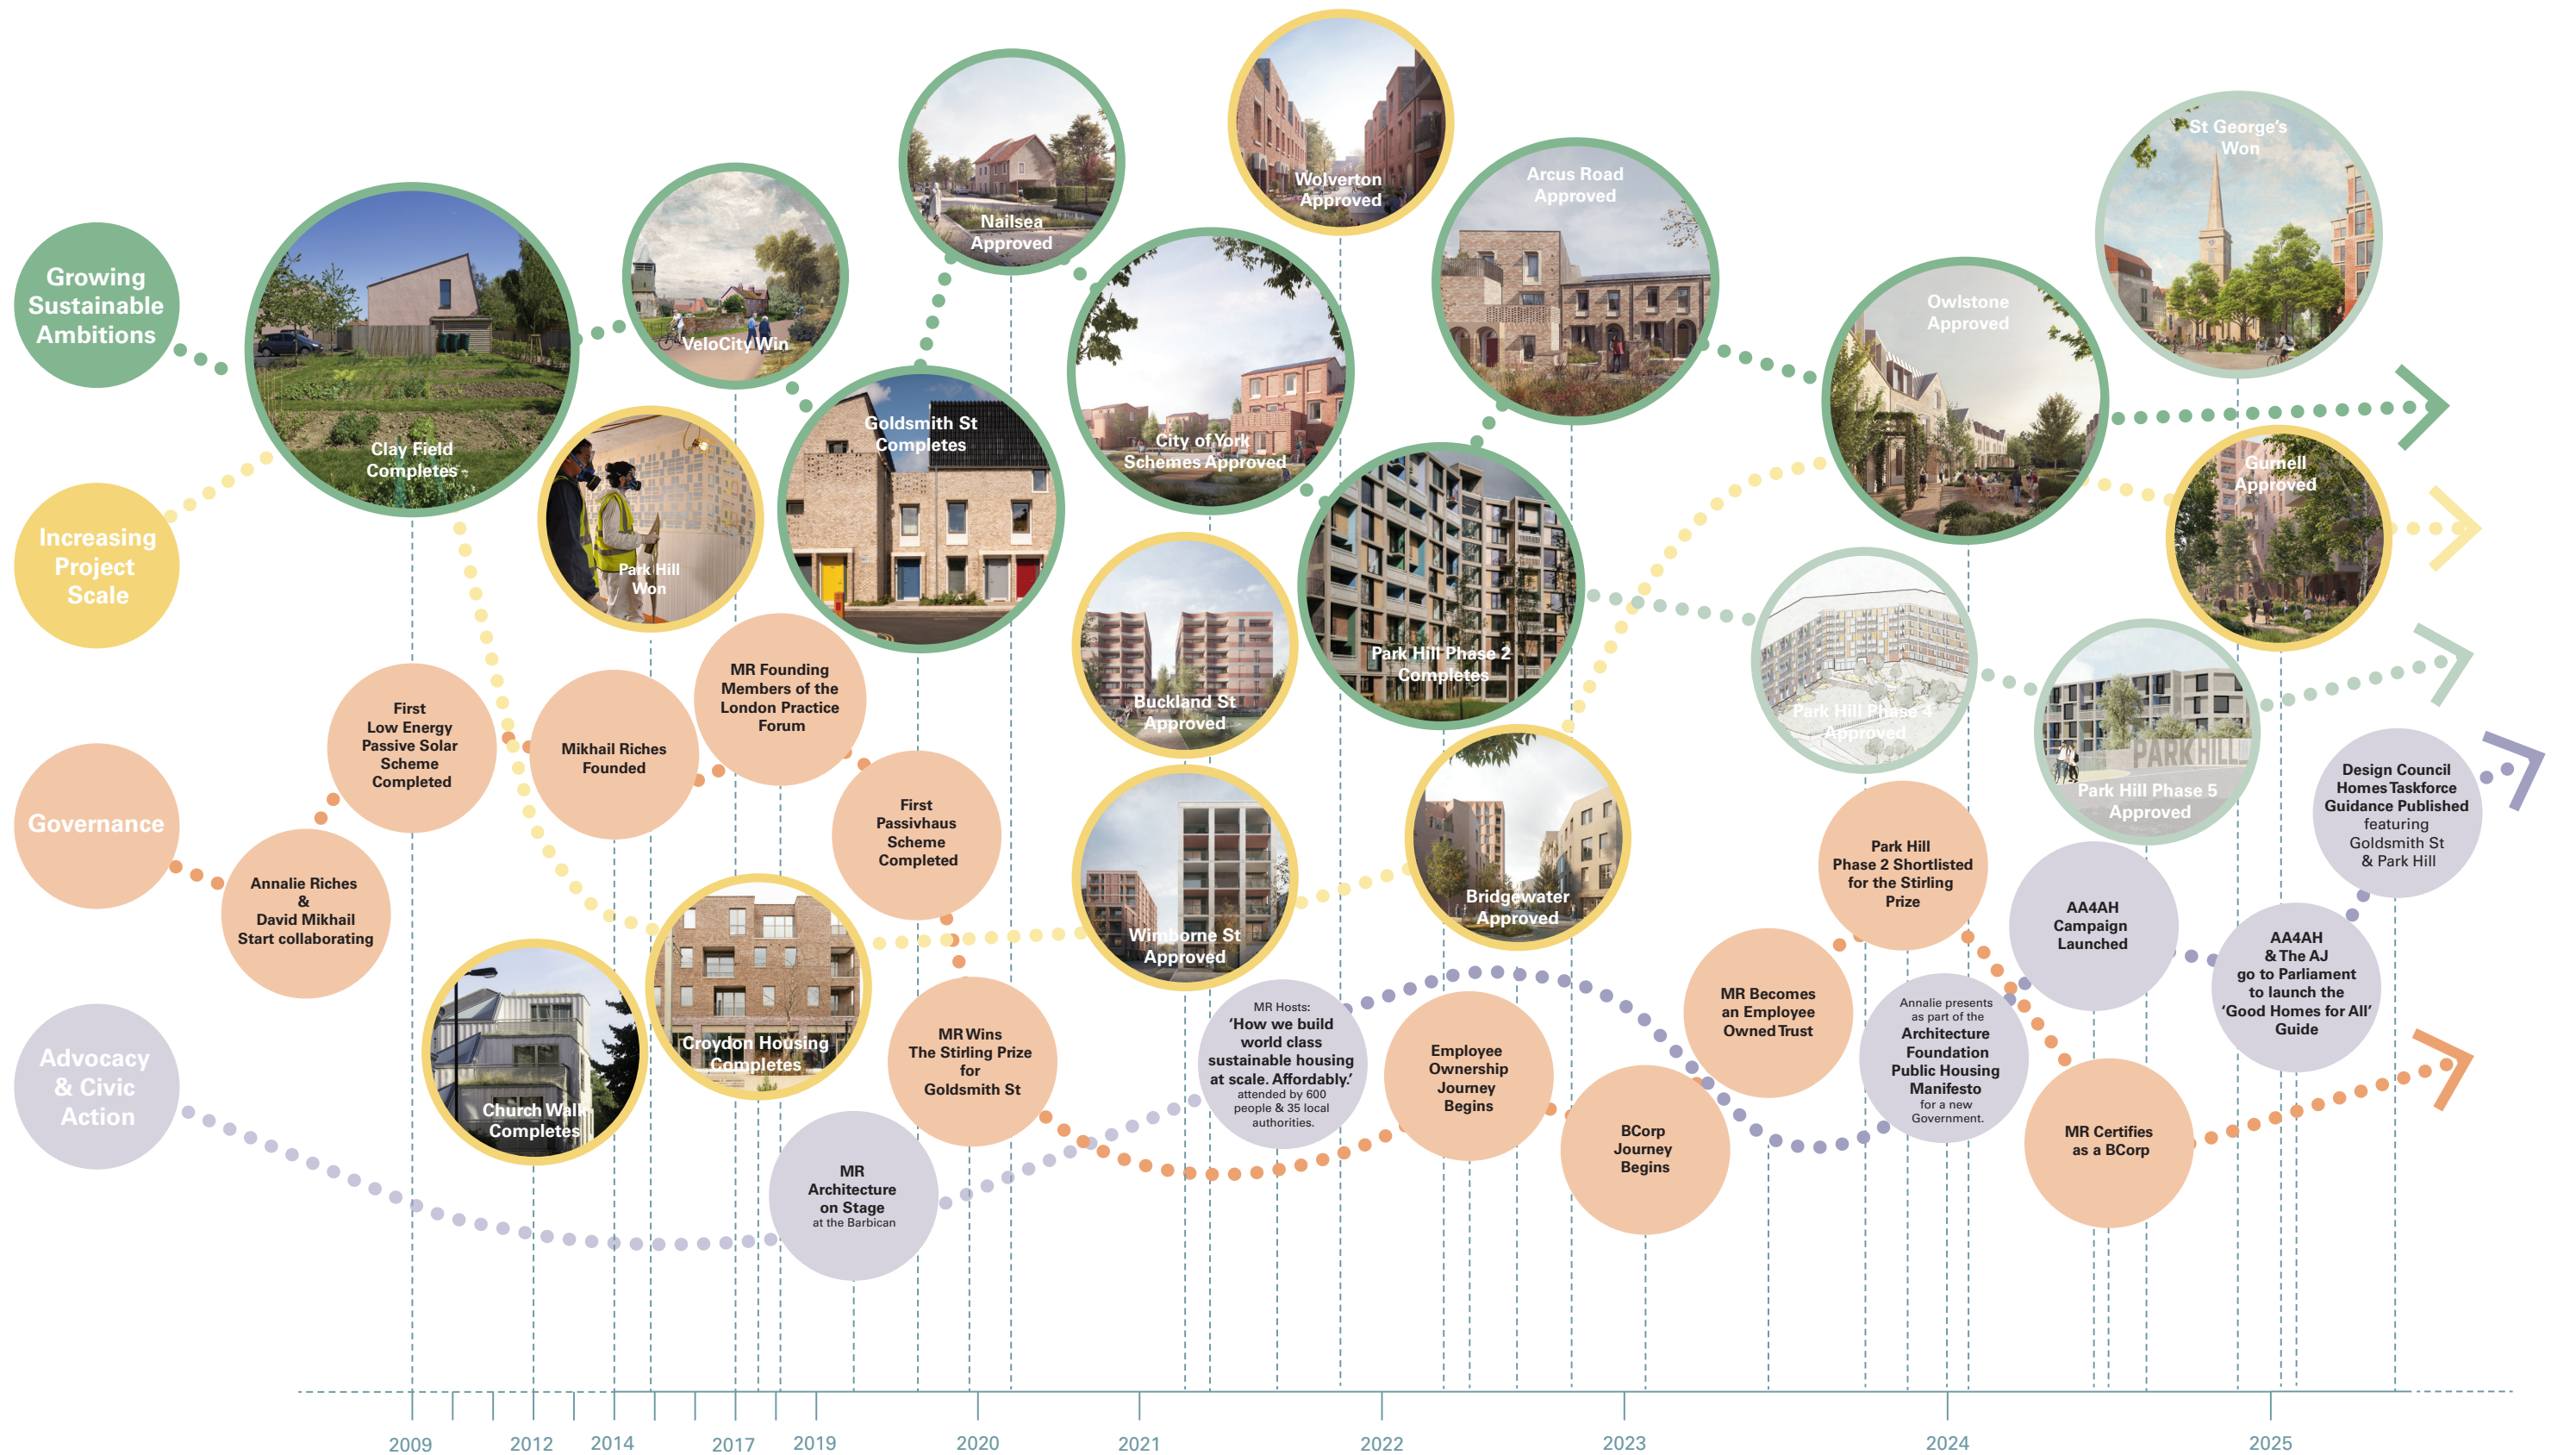 Growing
Sustainable
Ambitions
Increasing
Project
Scale
Governance
Advocacy
& Civic
Action
Clay Field
Completes
VeloCity Win
Nailsea
Approved
Wolverton
Approved
Arcus Road
Approved
St George's
Won
Goldsmith St
Completes
City of York
Schemes Approved
Owlstone
Approved
Gurnell
Approved
Park Hill
Won
Park Hill Phase 2
Completes
Buckland St
Approved
Park Hill Phase 4
Approved
PARK HILL
Park Hill Phase 5
Approved
Wimborne St
Approved
Bridgewater
Approved
Croydon Housing
Completes
Church Walk
Completes
Annalie Riches
&
David Mikhail
Start collaborating
First
Low Energy
Passive Solar
Scheme
Completed
Mikhail Riches
Founded
MR Founding
Members of the
London Practice
Forum
First
Passivhaus
Scheme
Completed
MR Wins
The Stirling Prize
for
Goldsmith St
Employee
Ownership
Journey
Begins
BCorp
Journey
Begins
MR Becomes
an Employee
Owned Trust
Park Hill
Phase 2 Shortlisted
for the Stirling
Prize
MR Certifies
as a BCorp
MR
Architecture
on Stage
at the Barbican
MR Hosts:
'How we build
world class
sustainable housing
at scale. Affordably.'
attended by 600
people & 35 local
authorities.
Annalie presents
as part of the
Architecture
Foundation
Public Housing
Manifesto
for a new
Government.
AA4AH
Campaign
Launched
AA4AH
& The AJ
go to Parliament
to launch the
'Good Homes for All'
Guide
Design Council
Homes Taskforce
Guidance Published
featuring
Goldsmith St
& Park Hill
2009
2012
2014
2017
2019
2020
2021
2022
2023
2024
2025